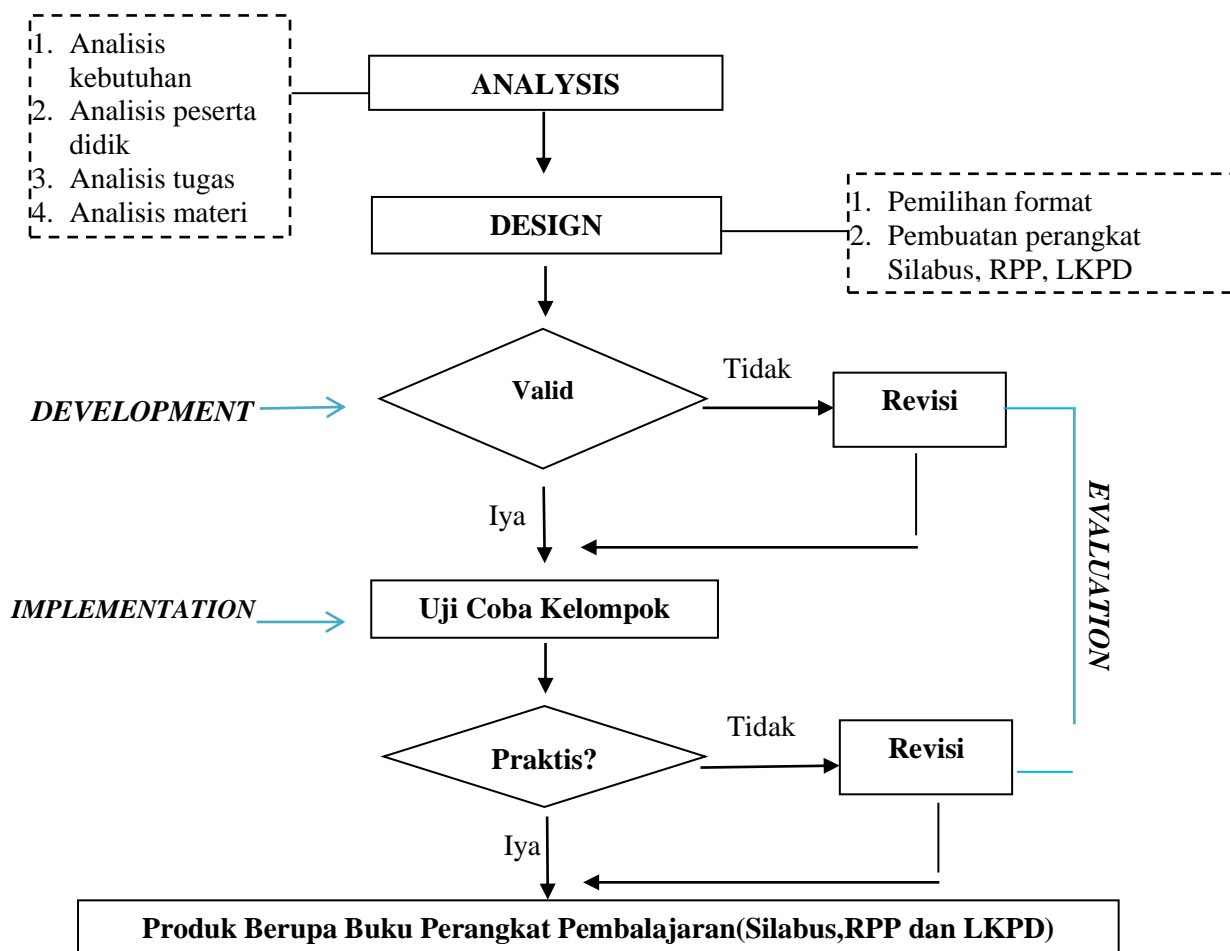 1. Analisis
kebutuhan
2. Analisis peserta
didik
3. Analisis tugas
4. Analisis materi
ANALYSIS
DESIGN
1. Pemilihan format
2. Pembuatan perangkat
Silabus, RPP, LKPD
DEVELOPMENT
Valid
Tidak
Revisi
Iya
EVALUATION
IMPLEMENTATION
Uji Coba Kelompok
Praktis?
Tidak
Revisi
Iya
Produk Berupa Buku Perangkat Pembalajaran(Silabus,RPP dan LKPD)